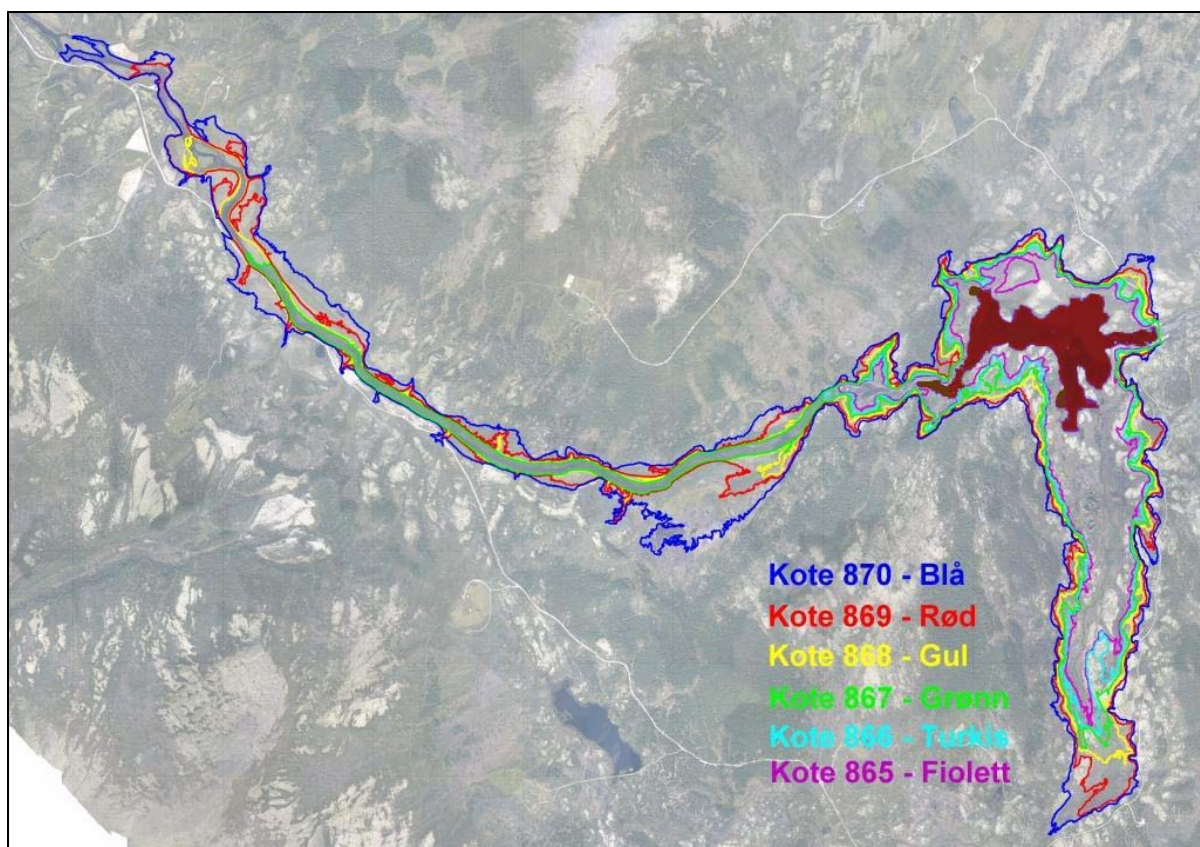 Kote 870 - Blå
Kote 869 - Rød
Kote 868 - Gul
Kote 867 - Grønn
Kote 866 - Turkis
Kote 865 - Fiolett